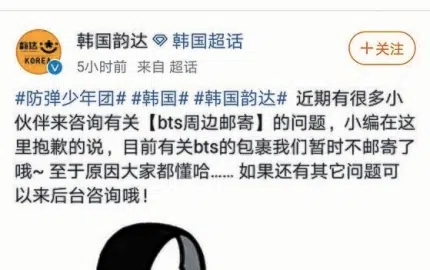 韵达
KOREA
韩国韵达 韩国超话
+关注
5小时前 来自 超话
#防弹少年团# #韩国# #韩国韵达# 近期有很多小
伙伴来咨询有关【bts周边邮寄】的问题，小编在这
里抱歉的说，目前有关bts的包裹我们暂时不邮寄了
哦~ 至于原因大家都懂哈...... 如果还有其它问题可
以来后台咨询哦！